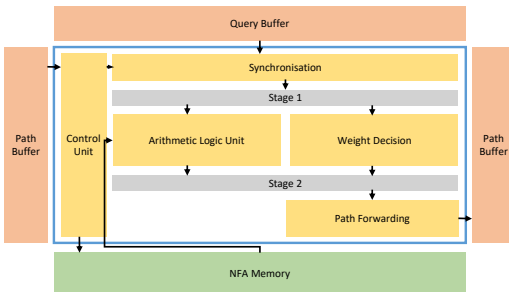 Query Buffer
Synchronisation
Stage 1
Path
Buffer
Control
Unit
Arithmetic Logic Unit
Weight Decision
Path
Buffer
Stage 2
Path Forwarding
NFA Memory